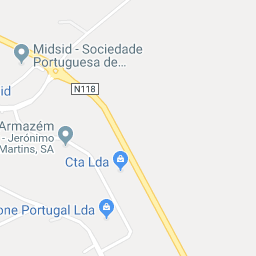 Midsid - Sociedade
Portuguesa de...
N118
id
Armazém
- Jerónimo
Martins, SA
Cta Lda
one Portugal Lda